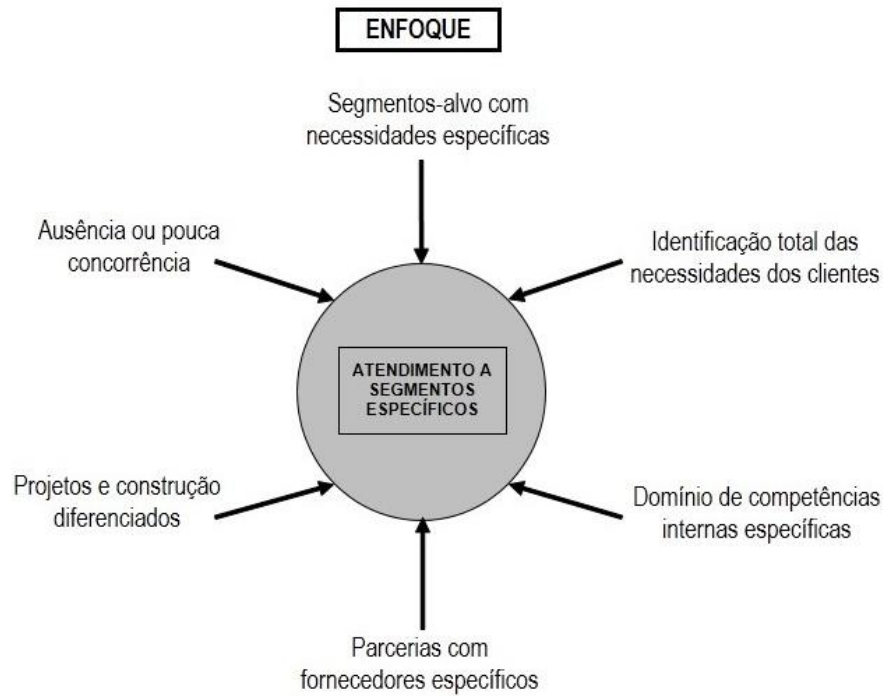 ENFOQUE
Segmentos-alvo com
necessidades específicas
Ausência ou pouca
concorrência
Identificação total das
necessidades dos clientes
ATENDIMENTO A
SEGMENTOS
ESPECÍFICOS
Projetos e construção
diferenciados
Domínio de competências
internas específicas
Parcerias com
fornecedores específicos